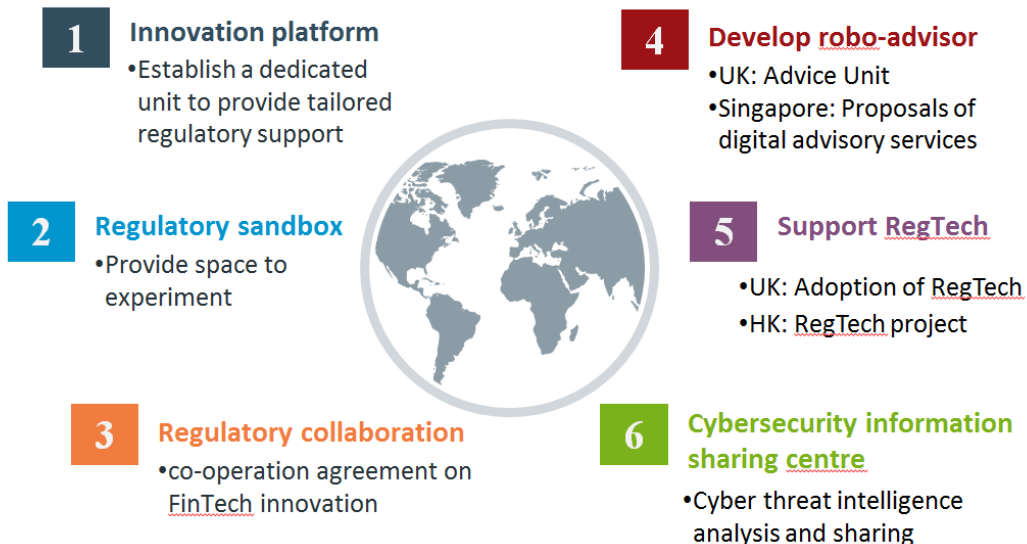 1
Innovation platform
•Establish a dedicated
unit to provide tailored
regulatory support
2
Regulatory sandbox
•Provide space to
experiment
3
Regulatory collaboration
•co-operation agreement on
FinTech innovation
4
Develop robo-advisor
•UK: Advice Unit
•Singapore: Proposals of
digital advisory services
5
Support RegTech
•UK: Adoption of RegTech
•HK: RegTech project
6
Cybersecurity information
sharing centre
•Cyber threat intelligence
analysis and sharing